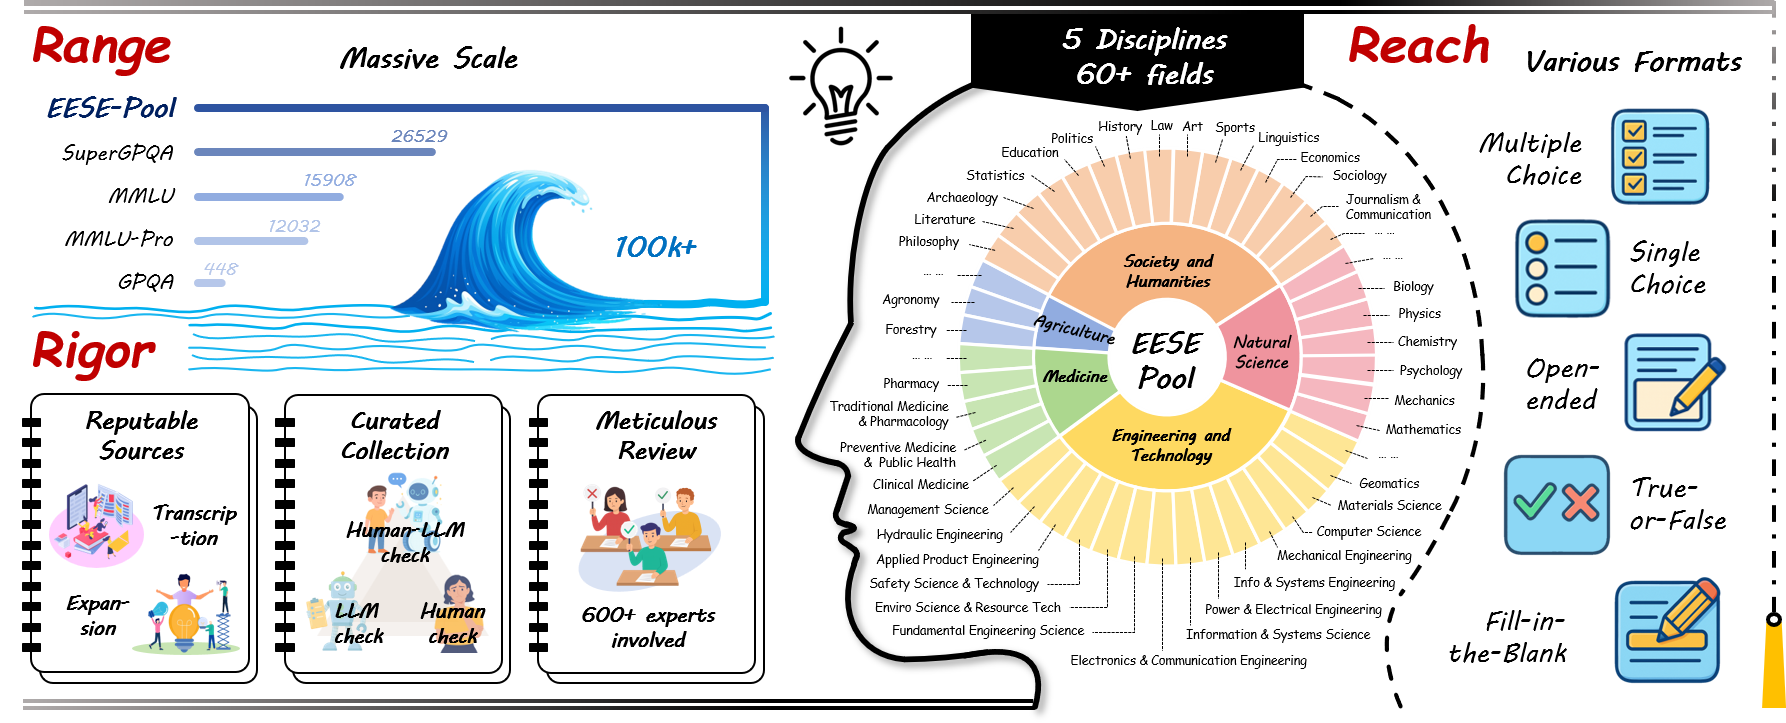 Range
Massive Scale
EESE-Pool
SuperGPQA
26529
MMLU
15908
MMLU-Pro
12032
GPQA
448
100k+
Rigor
Reputable
Sources
Transcrip
-tion
Expan-
sion
Curated
Collection
Human-LLM
check
LLM
check
Human
check
Meticulous
Review
600+ experts
involved
5 Disciplines
60+ fields
History
Law
Art
Sports
Politics
Linguistics
Education
Economics
Statistics
Sociology
Archaeology
Journalism &
Communication
Literature
... ...
Philosophy
... ...
... ...
Agronomy
Biology
Forestry
Physics
... ...
Chemistry
Pharmacy
Psychology
Traditional Medicine
& Pharmacology
Mechanics
Preventive Medicine
& Public Health
Mathematics
... ...
Clinical Medicine
Geomatics
Management Science
Materials Science
Hydraulic Engineering
Computer Science
Applied Product Engineering
Mechanical Engineering
Safety Science & Technology
Info & Systems Engineering
Enviro Science & Resource Tech
Power & Electrical Engineering
Fundamental Engineering Science
Information & Systems Science
Electronics & Communication Engineering
Society and
Humanities
Agriculture
Natural
Science
Medicine
Engineering and
Technology
EESE
Pool
Reach
Various Formats
Multiple
Choice
Single
Choice
Open-
ended
True-
or-False
Fill-in-
the-Blank